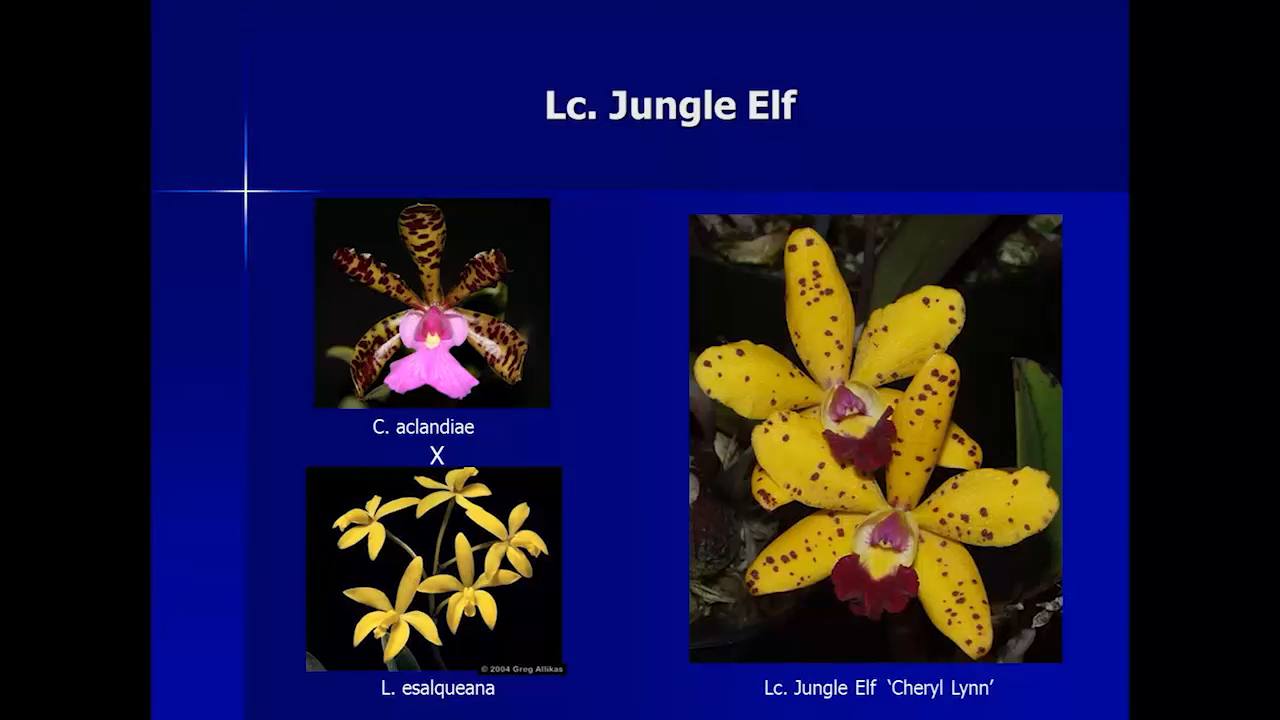 Lc. Jungle Elf
C. aclandiae
X
© 2004 Greg Allikas
L. esalqueana
Lc. Jungle Elf ‘Cheryl Lynn’